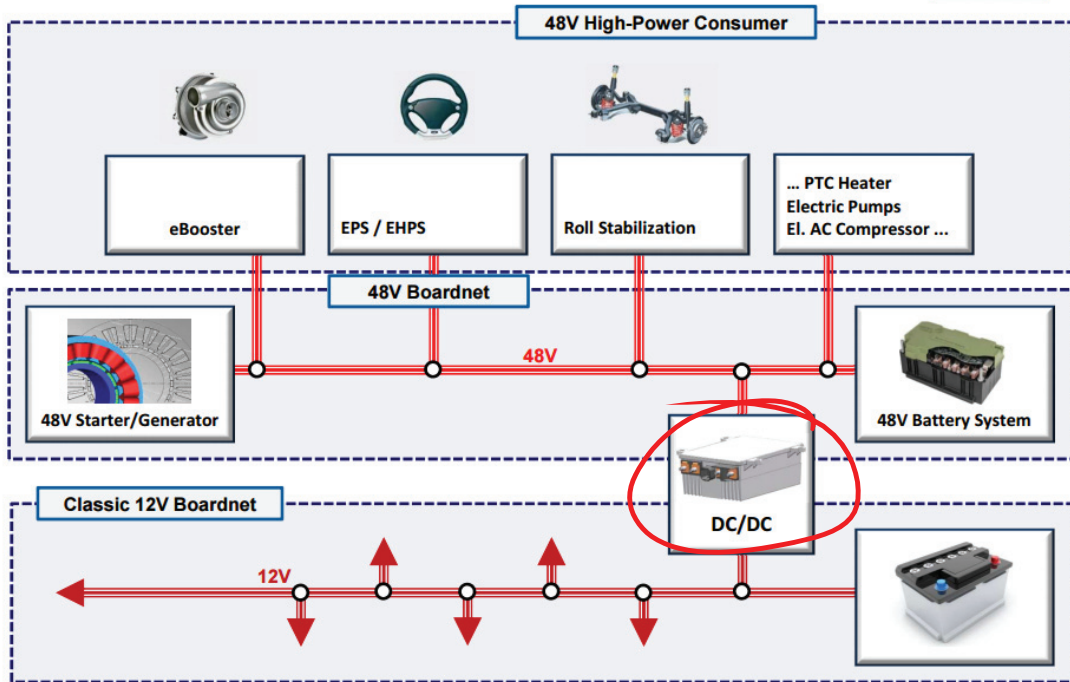 48V High-Power Consumer
eBooster
EPS / EHPS
Roll Stabilization
... PTC Heater
Electric Pumps
El. AC Compressor ...
48V Boardnet
48V
48V Starter/Generator
48V Battery System
DC/DC
Classic 12V Boardnet
12V